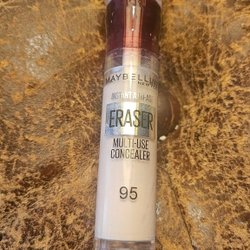 MAYBELLINE
ERASER
MULTI-USE
CONCEALER
95